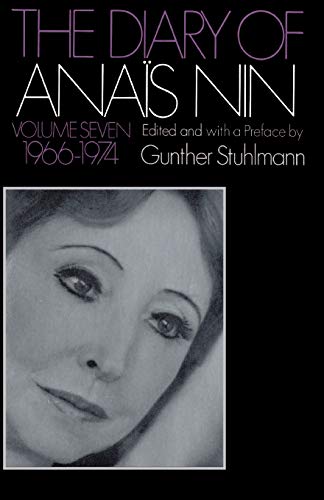 THE DIARY OF
ANAÏS NIN
VOLUME SEVEN Edited and with a Preface by
1966-1974 Gunther Stuhlmann